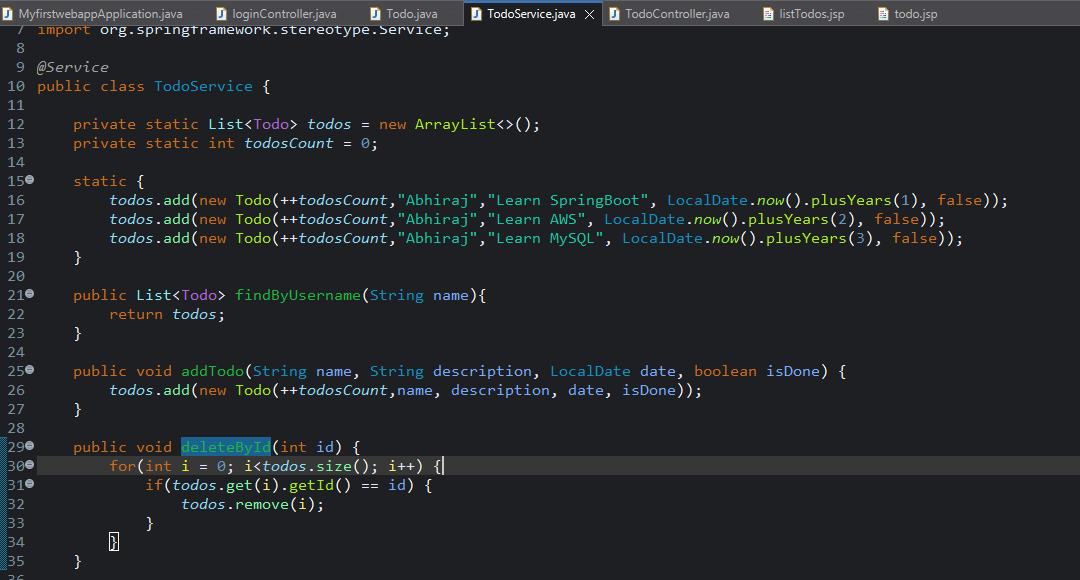 MyfirstwebappApplication.java loginController.java Todo.java TodoService.java TodoController.java listTodos.jsp todo.jsp
7 import org.springframework.stereotype.Service;
8
9 @Service
10 public class TodoService {
11
12 private static List<Todo> todos = new ArrayList<>();
13 private static int todosCount = 0;
14
15 static {
16 todos.add(new Todo(++todosCount,"Abhiraj","Learn SpringBoot", LocalDate.now().plusYears(1), false));
17 todos.add(new Todo(++todosCount,"Abhiraj","Learn AWS", LocalDate.now().plusYears(2), false));
18 todos.add(new Todo(++todosCount,"Abhiraj","Learn MySQL", LocalDate.now().plusYears(3), false));
19 }
20
21 public List<Todo> findByUsername(String name){
22 return todos;
23 }
24
25 public void addTodo(String name, String description, LocalDate date, boolean isDone) {
26 todos.add(new Todo(++todosCount,name, description, date, isDone));
27 }
28
29 public void deleteById(int id) {
30 for(int i = 0; i<todos.size(); i++) {
31 if(todos.get(i).getId() == id) {
32 todos.remove(i);
33 }
34 }
35 }
36